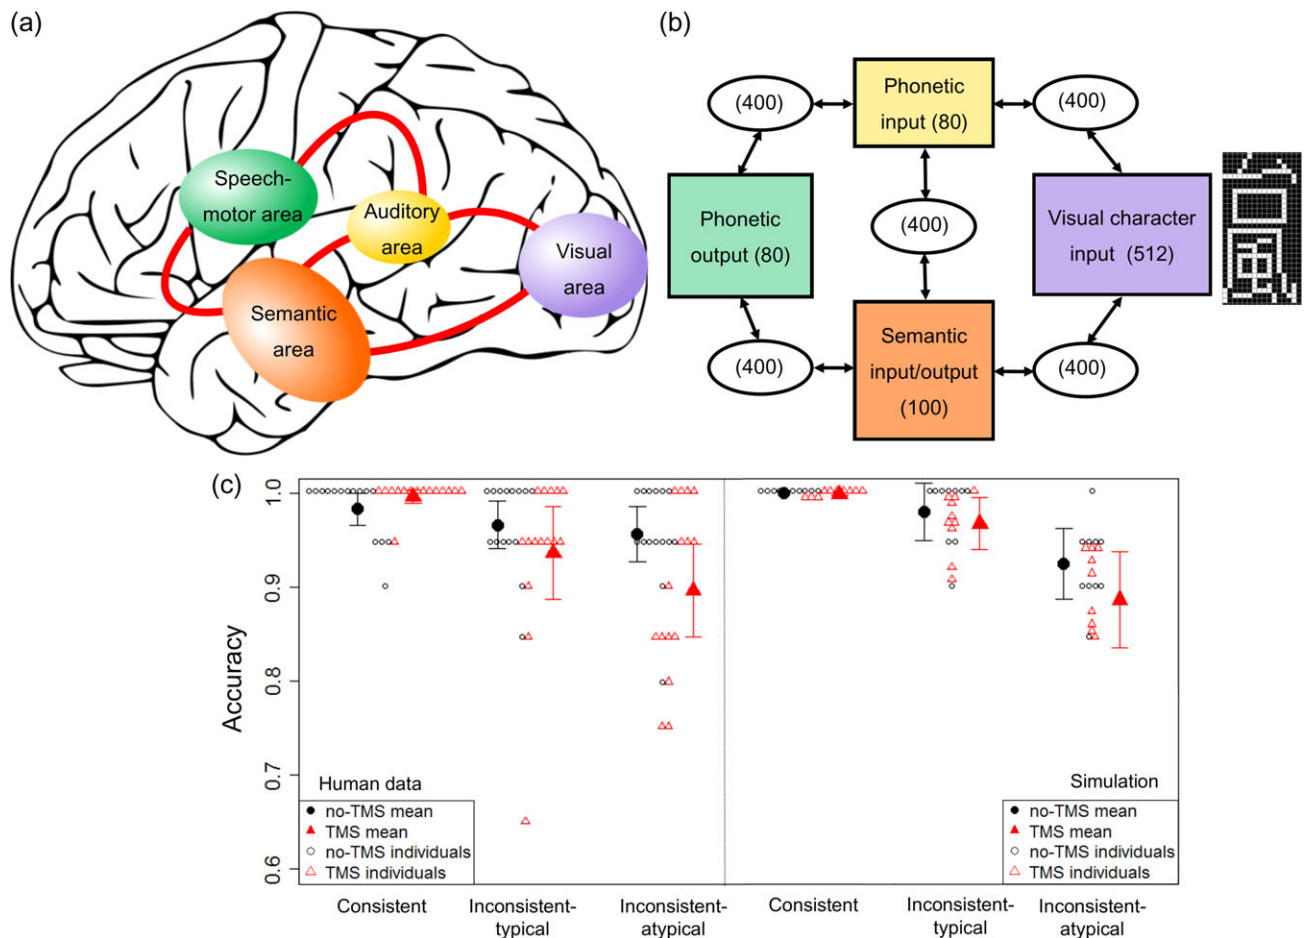 (a)
Speech-
motor area
Auditory
area
Visual
area
Semantic
area
(b)
(400)
Phonetic
input (80)
(400)
Phonetic
output (80)
(400)
Visual character
input (512)
(400)
Semantic
input/output
(100)
(400)
(c)
Accuracy
1.0
0.9
0.8
0.7
0.6
Human data
no-TMS mean
TMS mean
no-TMS individuals
TMS individuals
Simulation
no-TMS mean
TMS mean
no-TMS individuals
TMS individuals
Consistent
Inconsistent-
typical
Inconsistent-
atypical
Consistent
Inconsistent-
typical
Inconsistent-
atypical